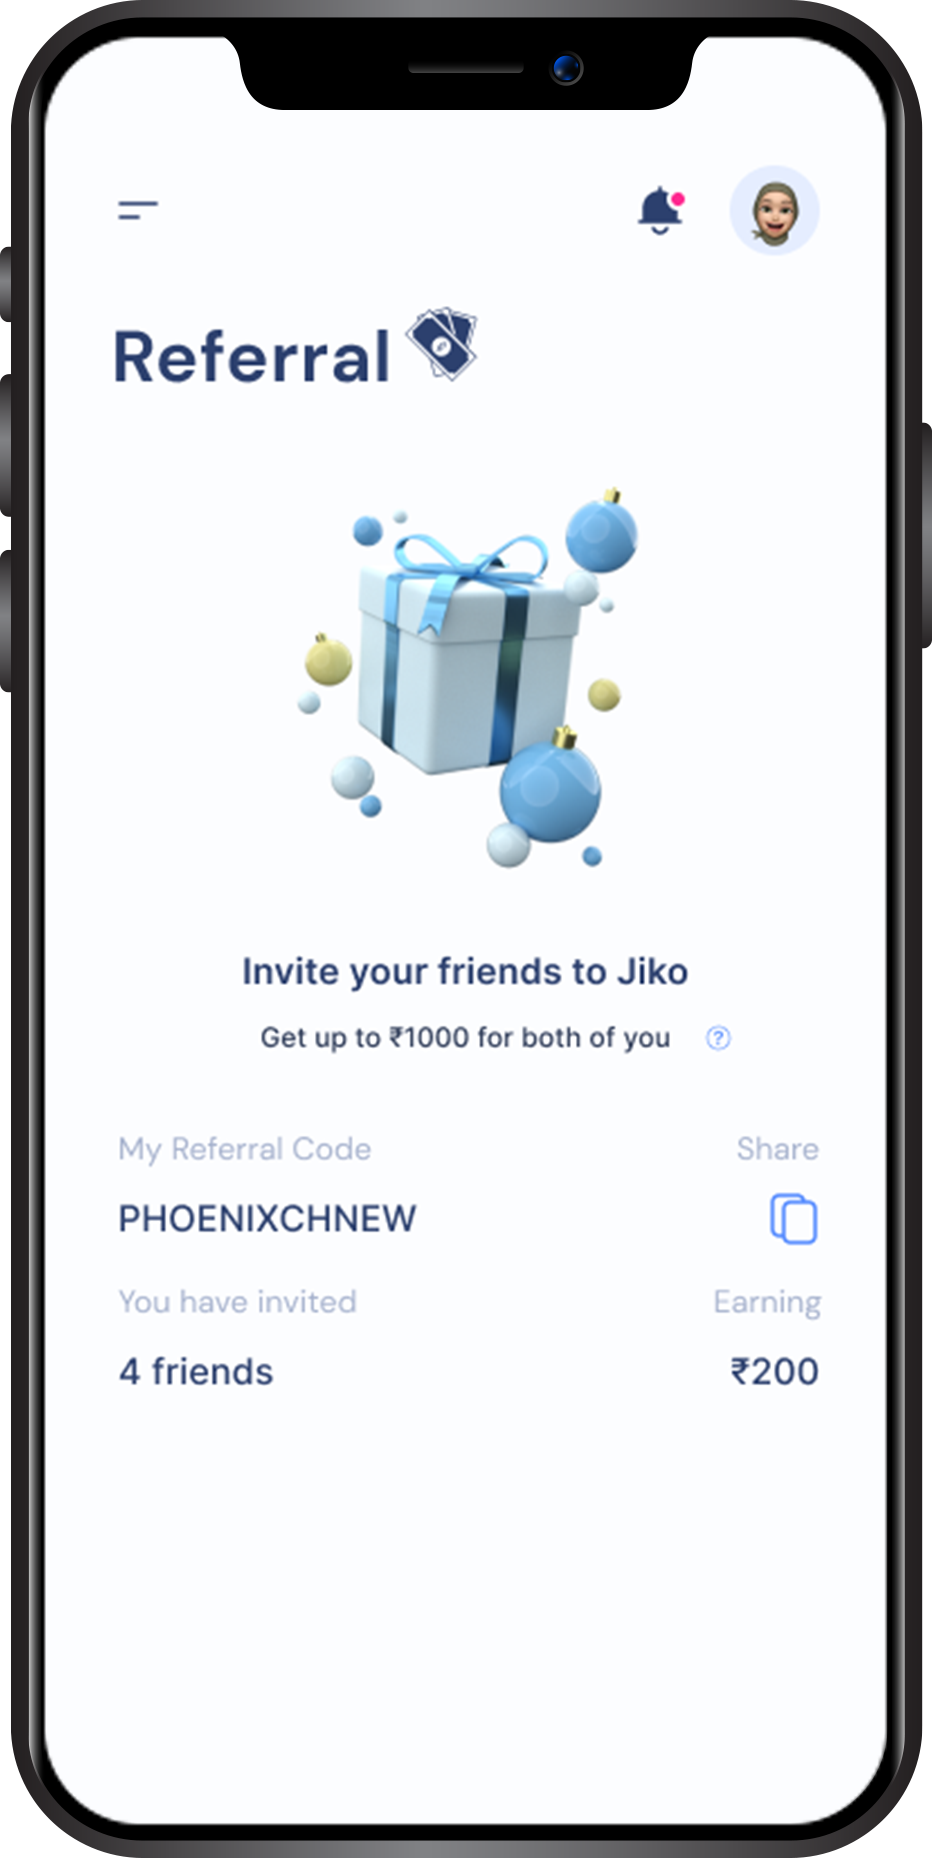 Referral
Invite your friends to Jiko
Get up to ₹1000 for both of you ?
My Referral Code Share
PHOENIXCHNEW
You have invited Earning
4 friends ₹200